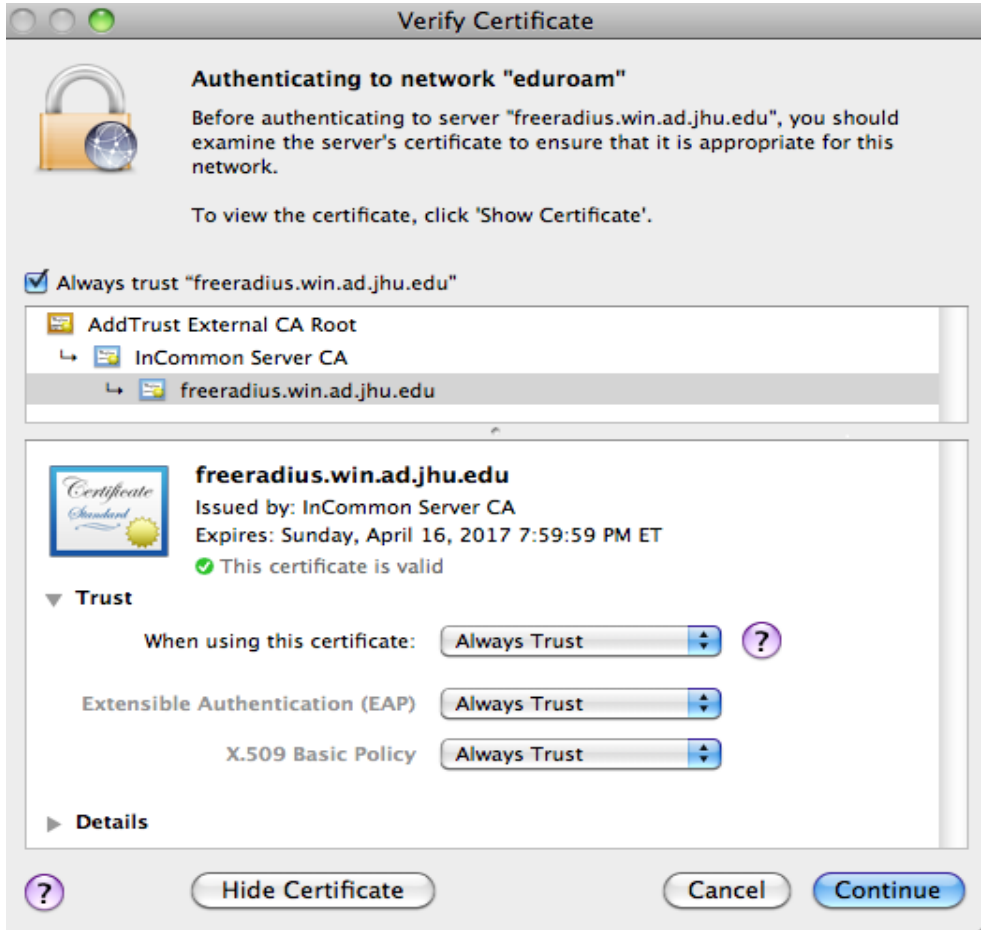 Verify Certificate
Authenticating to network "eduroam"
Before authenticating to server "freeradius.win.ad.jhu.edu", you should
examine the server's certificate to ensure that it is appropriate for this
network.
To view the certificate, click 'Show Certificate'.
Always trust “freeradius.win.ad.jhu.edu”
AddTrust External CA Root
InCommon Server CA
freeradius.win.ad.jhu.edu
Certificate
Standard
freeradius.win.ad.jhu.edu
Issued by: InCommon Server CA
Expires: Sunday, April 16, 2017 7:59:59 PM ET
This certificate is valid
Trust
When using this certificate: Always Trust ?
Extensible Authentication (EAP) Always Trust
X.509 Basic Policy Always Trust
Details
? Hide Certificate Cancel Continue